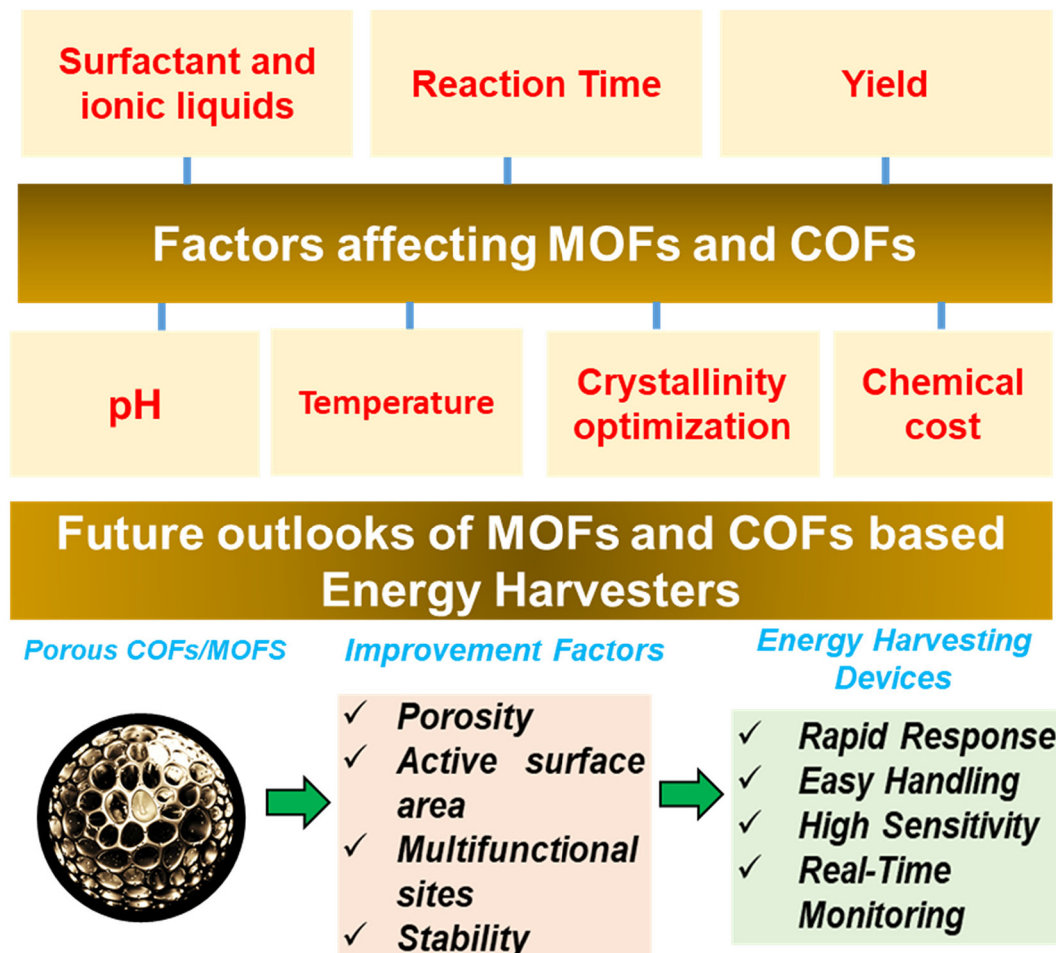 Surfactant and
ionic liquids
Reaction Time
Yield
Factors affecting MOFs and COFs
pH
Temperature
Crystallinity
optimization
Chemical
cost
Future outlooks of MOFs and COFs based
Energy Harvesters
Porous COFs/MOFS
Improvement Factors
Energy Harvesting
Devices
✓ Porosity
✓ Active surface
area
✓ Multifunctional
sites
✓ Stability
✓ Rapid Response
✓ Easy Handling
✓ High Sensitivity
✓ Real-Time
Monitoring